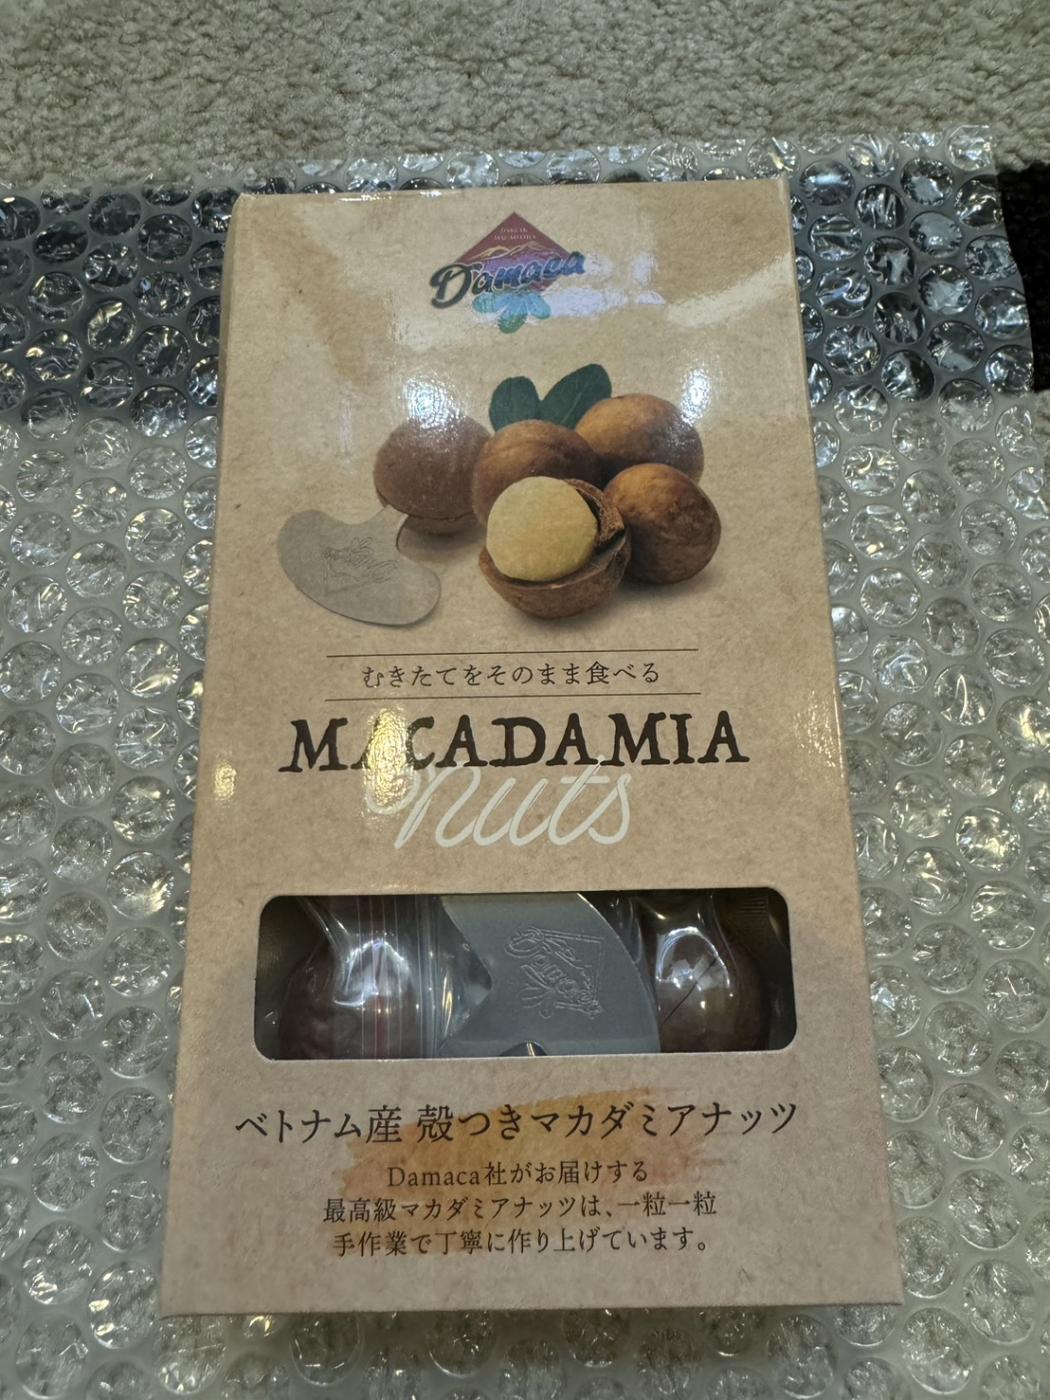 DAKLAK
MACADAMIA
Damaca
むきたてをそのまま食べる
MACADAMIA
nuts
ベトナム産 殻つきマカダミアナッツ
Damaca社がお届けする
最高級マカダミアナッツは、一粒一粒
手作業で丁寧に作り上げています。